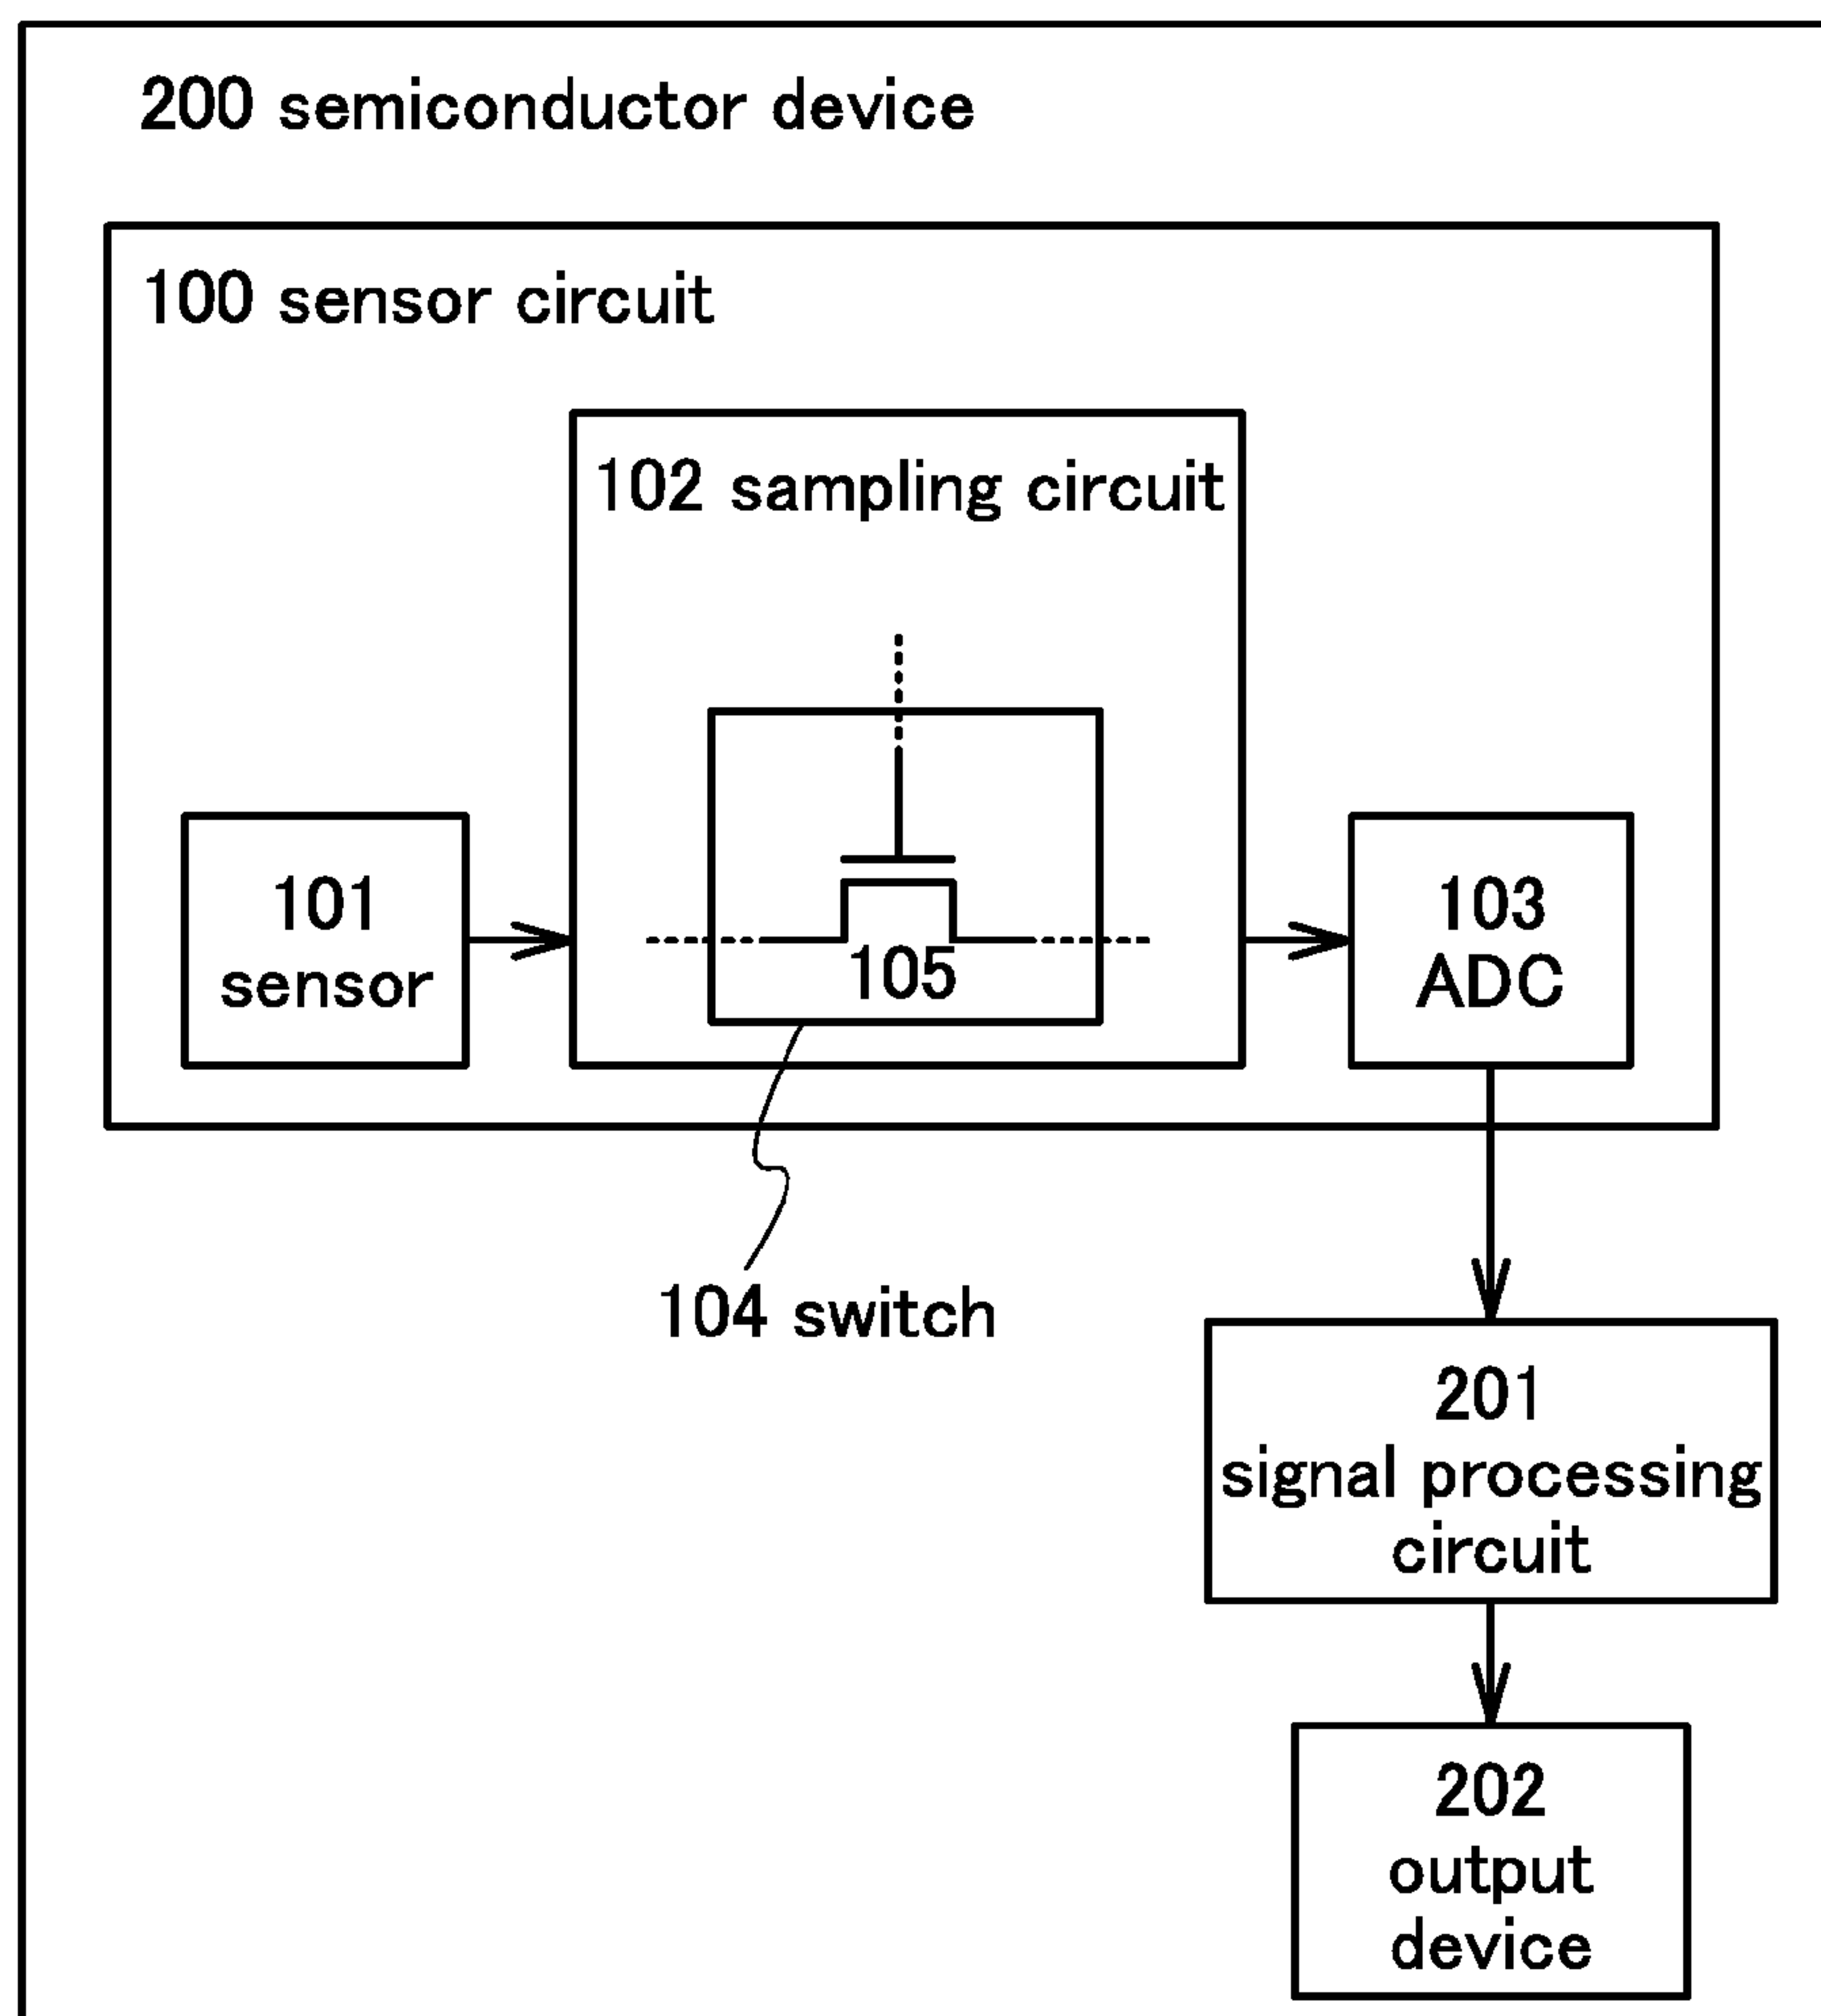 200 semiconductor device
100 sensor circuit
102 sampling circuit
101
sensor
105
103
ADC
104 switch
201
signal processing
circuit
202
output
device